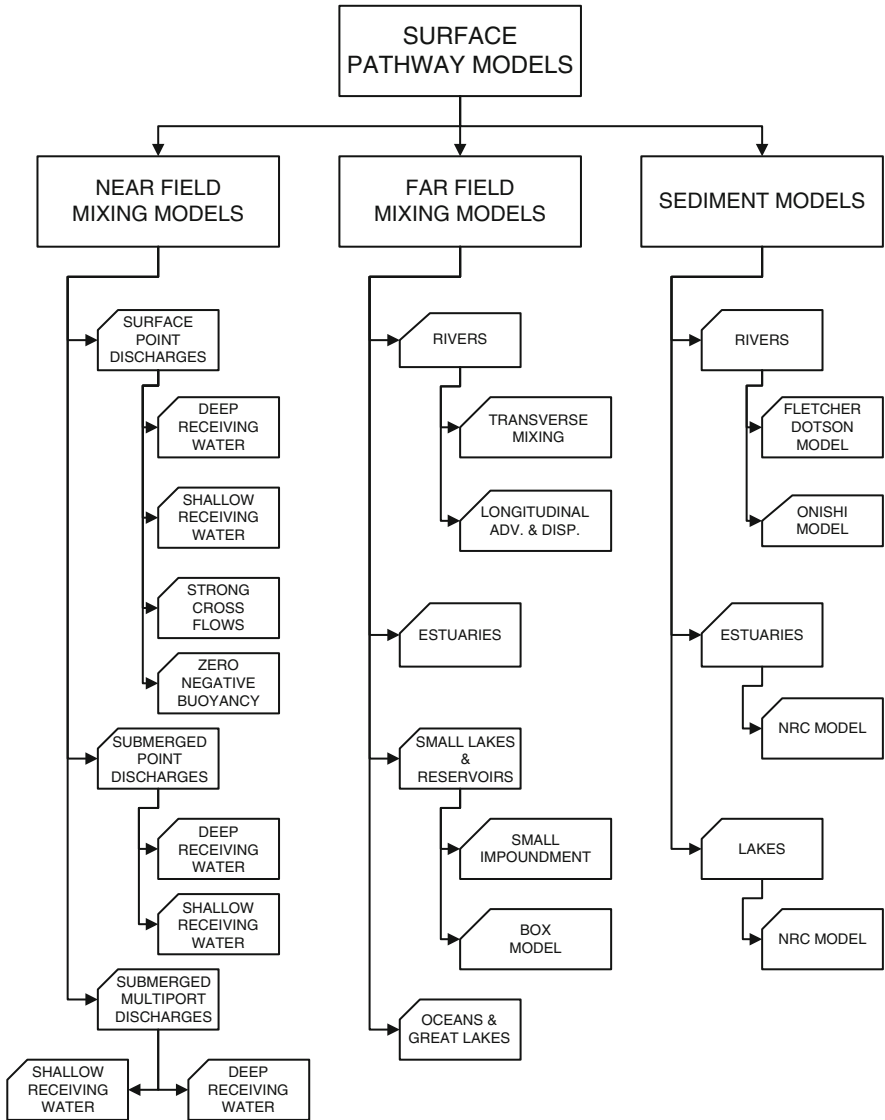 SURFACE
PATHWAY MODELS
NEAR FIELD
MIXING MODELS
SURFACE
POINT
DISCHARGES
DEEP
RECEIVING
WATER
SHALLOW
RECEIVING
WATER
STRONG
CROSS
FLOWS
ZERO
NEGATIVE
BUOYANCY
SUBMERGED
POINT
DISCHARGES
DEEP
RECEIVING
WATER
SHALLOW
RECEIVING
WATER
SUBMERGED
MULTIPORT
DISCHARGES
SHALLOW
RECEIVING
WATER
DEEP
RECEIVING
WATER
FAR FIELD
MIXING MODELS
RIVERS
TRANSVERSE
MIXING
LONGITUDINAL
ADV. & DISP.
ESTUARIES
SMALL LAKES
&
RESERVOIRS
SMALL
IMPOUNDMENT
BOX
MODEL
OCEANS &
GREAT LAKES
SEDIMENT MODELS
RIVERS
FLETCHER
DOTSON
MODEL
ONISHI
MODEL
ESTUARIES
NRC MODEL
LAKES
NRC MODEL